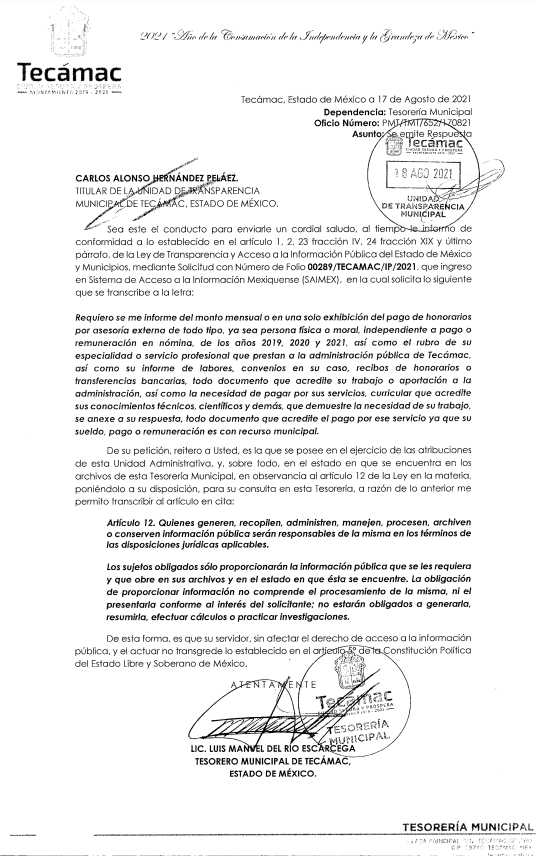 2021 "Año de la Consumación de la Independencia y la Grandeza de México"
Tecámac
CIUDAD SEGURA Y PRÓSPERA
AYUNTAMIENTO 2019 - 2021
Tecámac, Estado de México a 17 de Agosto de 2021
Dependencia: Tesorería Municipal
Oficio Número: PMT/TMT/652/170821
Asunto: Se emite Respuesta
Tecámac
CIUDAD SEGURA Y PRÓSPERA
18 AGO 2021
UNIDAD
DE TRANSPARENCIA
MUNICIPAL
CARLOS ALONSO HERNÁNDEZ PELÁEZ.
TITULAR DE LA UNIDAD DE TRANSPARENCIA
MUNICIPAL DE TECÁMAC, ESTADO DE MÉXICO.
Sea este el conducto para enviarle un cordial saludo, al tiempo le informo de
conformidad a lo establecido en el artículo 1, 2, 23 fracción IV, 24 fracción XIX y último
párrafo, de la Ley de Transparencia y Acceso a la Información Pública del Estado de México
y Municipios, mediante Solicitud con Número de Folio 00289/TECAMAC/IP/2021, que ingreso
en Sistema de Acceso a la Información Mexiquense (SAIMEX), en la cual solicita lo siguiente
que se transcribe a la letra:
Requiero se me informe del monto mensual o en una solo exhibición del pago de honorarios
por asesoría externa de todo tipo, ya sea persona física o moral, independiente a pago o
remuneración en nómina, de los años 2019, 2020 y 2021, así como el rubro de su
especialidad o servicio profesional que prestan a la administración pública de Tecámac,
así como su informe de labores, convenios en su caso, recibos de honorarios o
transferencias bancarias, todo documento que acredite su trabajo o aportación a la
administración, así como la necesidad de pagar por sus servicios, curricular que acredite
sus conocimientos técnicos, científicos y demás, que demuestre la necesidad de su trabajo,
se anexe a su respuesta, todo documento que acredite el pago por ese servicio ya que su
sueldo, pago o remuneración es con recurso municipal.
De su petición, reitero a Usted, es la que se posee en el ejercicio de las atribuciones
de esta Unidad Administrativa, y, sobre todo, en el estado en que se encuentra en los
archivos de esta Tesorería Municipal, en observancia al artículo 12 de la Ley en la materia,
poniéndolo a su disposición, para su consulta en esta Tesorería, a razón de lo anterior me
permito transcribir al artículo en cita:
Artículo 12. Quienes generen, recopilen, administren, manejen, procesen, archiven
o conserven información pública serán responsables de la misma en los términos de
las disposiciones jurídicas aplicables.
Los sujetos obligados sólo proporcionarán la información pública que se les requiera
y que obre en sus archivos y en el estado en que ésta se encuentre. La obligación
de proporcionar información no comprende el procesamiento de la misma, ni el
presentarla conforme al interés del solicitante; no estarán obligados a generarla,
resumirla, efectuar cálculos o practicar investigaciones.
De esta forma, es que su servidor, sin afectar el derecho de acceso a la información
pública, y el actuar no transgrede lo establecido en el artículo 5º de la Constitución Política
del Estado Libre y Soberano de México.
ATENTAMENTE
Tecámac
TESORERÍA
MUNICIPAL
LIC. LUIS MANUEL DEL RÍO ESCÁRCEGA
TESORERO MUNICIPAL DE TECÁMAC,
ESTADO DE MÉXICO.
TESORERÍA MUNICIPAL